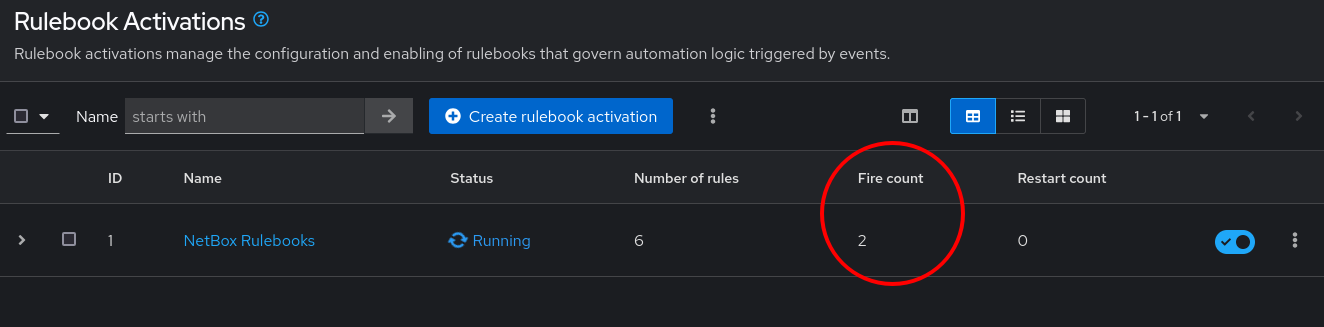 Rulebook Activations
Rulebook activations manage the configuration and enabling of rulebooks that govern automation logic triggered by events.
Name starts with Create rulebook activation 1 - 1 of 1
ID Name Status Number of rules Fire count Restart count
1 NetBox Rulebooks Running 6 2 0